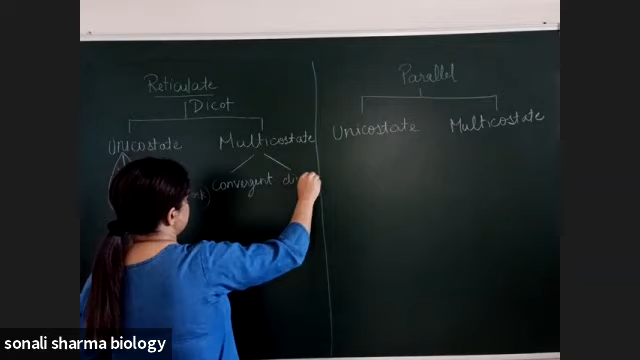 Reticulate
Dicot
Unicostate
Multicostate
Convergent
Parallel
Unicostate
Multicostate
sonali sharma biology